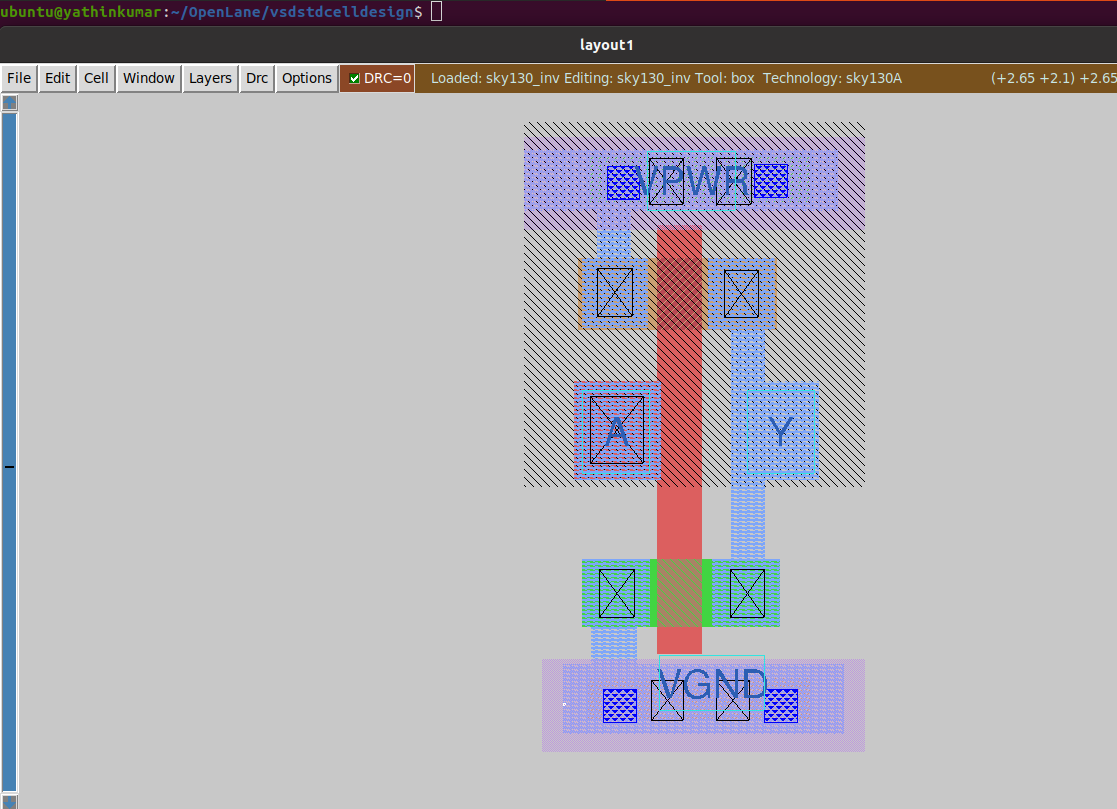 ubuntu@yathinkumar:~/OpenLane/vsdstdcelldesign$
layout1
File Edit Cell Window Layers Drc Options DRC=0 Loaded: sky130_inv Editing: sky130_inv Tool: box Technology: sky130A (+2.65 +2.1) +2.65
VPWR
A Y
VGND